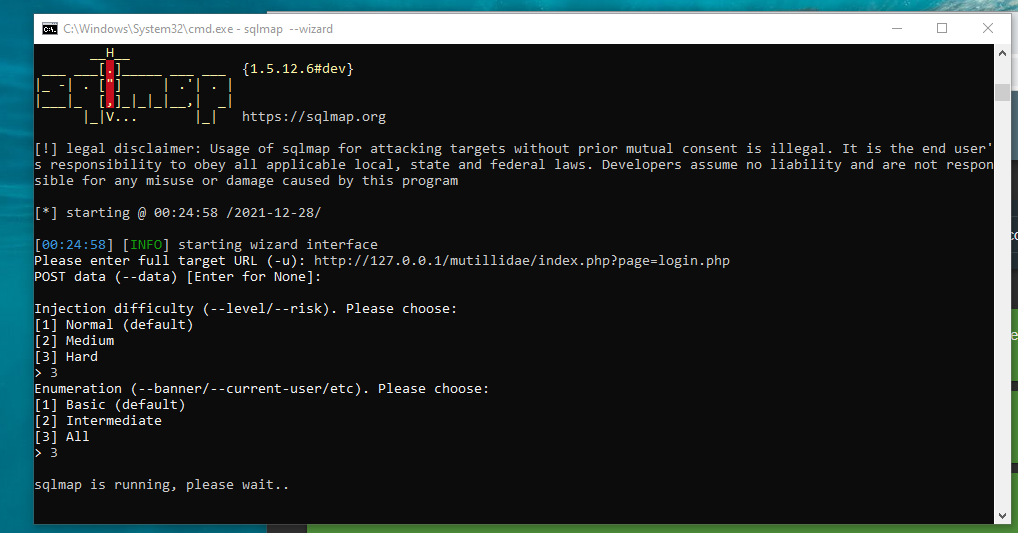 C:\Windows\System32\cmd.exe - sqlmap  --wizard
        __H__
 ___ ___[.]_____ ___ ___  {1.5.12.6#dev}
|_ -| . ["]     | .'| . |
|___|_  [,]_|_|_|__,|  _|
      |_|V...       |_|   https://sqlmap.org
[!] legal disclaimer: Usage of sqlmap for attacking targets without prior mutual consent is illegal. It is the end user'
s responsibility to obey all applicable local, state and federal laws. Developers assume no liability and are not respon
sible for any misuse or damage caused by this program
[*] starting @ 00:24:58 /2021-12-28/
[00:24:58] [INFO] starting wizard interface
Please enter full target URL (-u): http://127.0.0.1/mutillidae/index.php?page=login.php
POST data (--data) [Enter for None]:
Injection difficulty (--level/--risk). Please choose:
[1] Normal (default)
[2] Medium
[3] Hard
> 3
Enumeration (--banner/--current-user/etc). Please choose:
[1] Basic (default)
[2] Intermediate
[3] All
> 3
sqlmap is running, please wait..